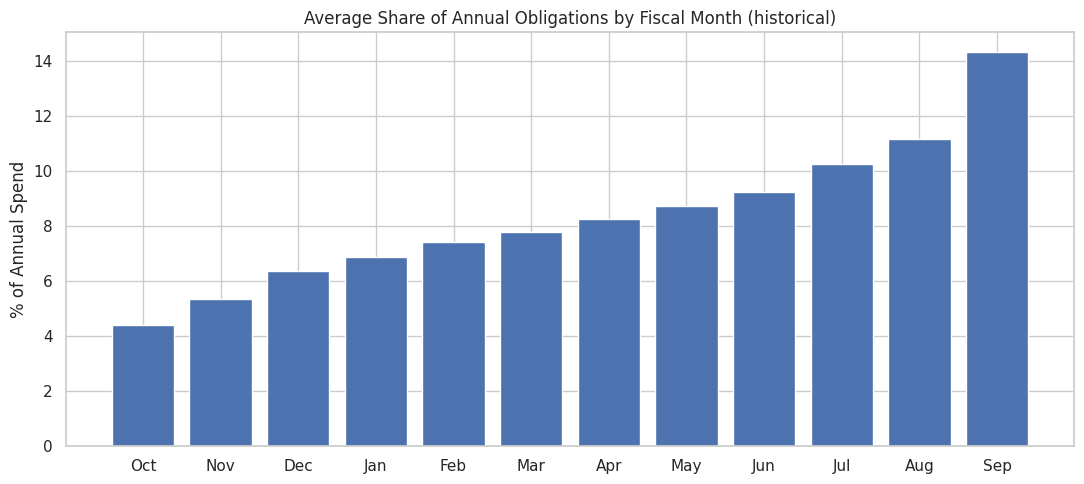 Average Share of Annual Obligations by Fiscal Month (historical)
% of Annual Spend
14
12
10
8
6
4
2
0
Oct Nov Dec Jan Feb Mar Apr May Jun Jul Aug Sep